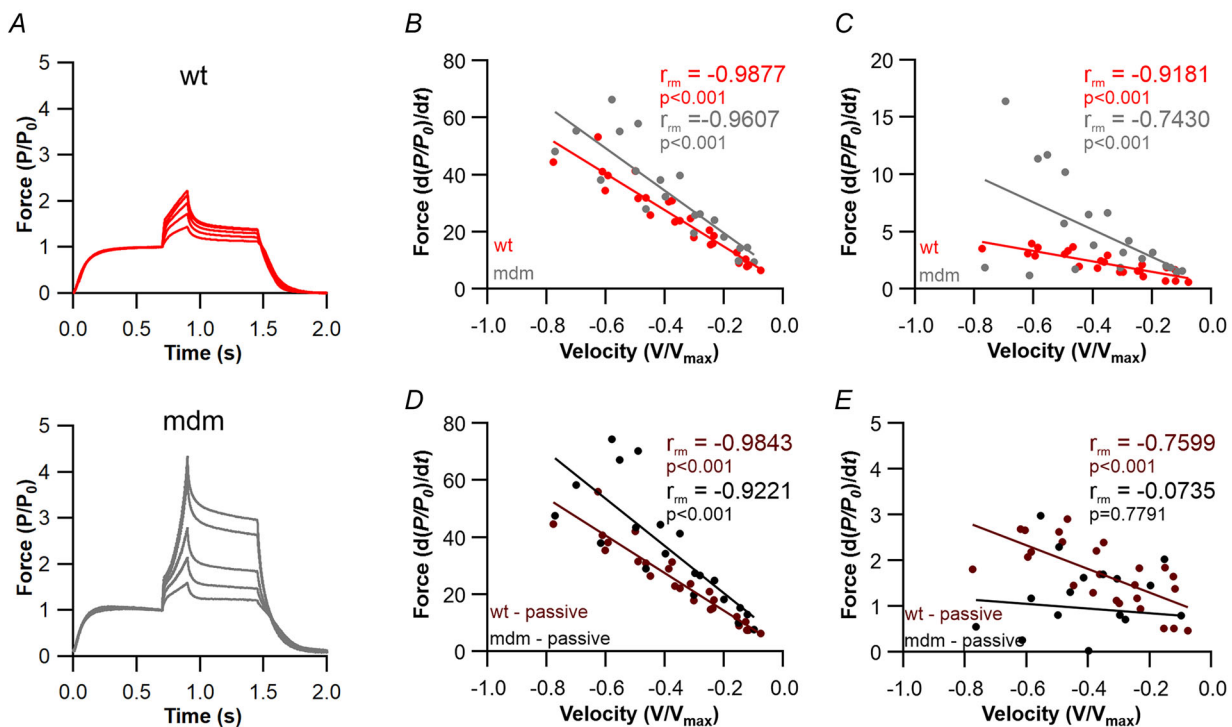 A
wt
5
4
3
2
1
0
Force (P/P₀)
0.0 0.5 1.0 1.5 2.0
Time (s)
B
80
60
40
20
0
Force (d(P/P₀)/dt)
r_rm = -0.9877
p<0.001
r_rm =-0.9607
p<0.001
wt
mdm
-1.0 -0.8 -0.6 -0.4 -0.2 0.0
Velocity (V/V_max)
C
20
15
10
5
0
Force (d(P/P₀)/dt)
r_rm = -0.9181
p<0.001
r_rm = -0.7430
p<0.001
wt
mdm
-1.0 -0.8 -0.6 -0.4 -0.2 0.0
Velocity (V/V_max)
mdm
5
4
3
2
1
0
Force (P/P₀)
0.0 0.5 1.0 1.5 2.0
Time (s)
D
80
60
40
20
0
Force (d(P/P₀)/dt)
r_rm = -0.9843
p<0.001
r_rm = -0.9221
p<0.001
wt - passive
mdm - passive
-1.0 -0.8 -0.6 -0.4 -0.2 0.0
Velocity (V/V_max)
E
5
4
3
2
1
0
Force (d(P/P₀)/dt)
r_rm = -0.7599
p<0.001
r_rm = -0.0735
p=0.7791
wt - passive
mdm - passive
-1.0 -0.8 -0.6 -0.4 -0.2 0.0
Velocity (V/V_max)